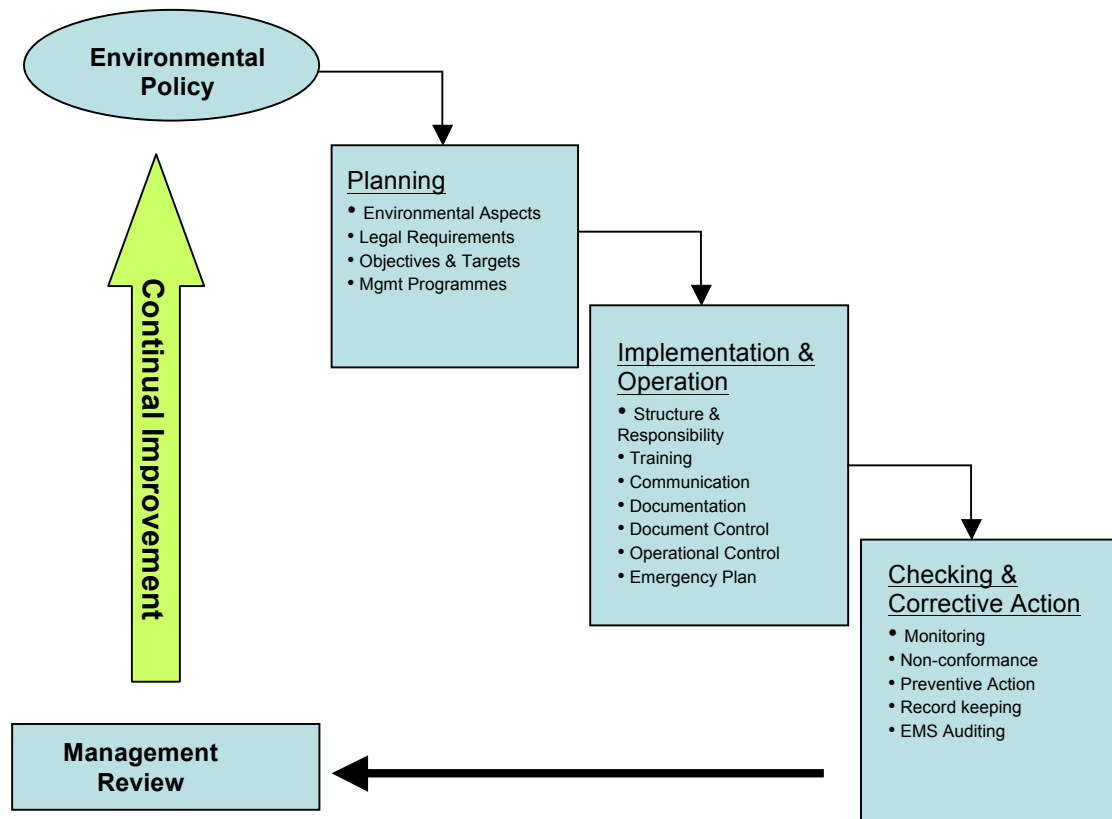 Environmental
Policy
Planning
• Environmental Aspects
• Legal Requirements
• Objectives & Targets
• Mgmt Programmes
Implementation &
Operation
• Structure &
Responsibility
• Training
• Communication
• Documentation
• Document Control
• Operational Control
• Emergency Plan
Checking &
Corrective Action
• Monitoring
• Non-conformance
• Preventive Action
• Record keeping
• EMS Auditing
Management
Review
Continual Improvement